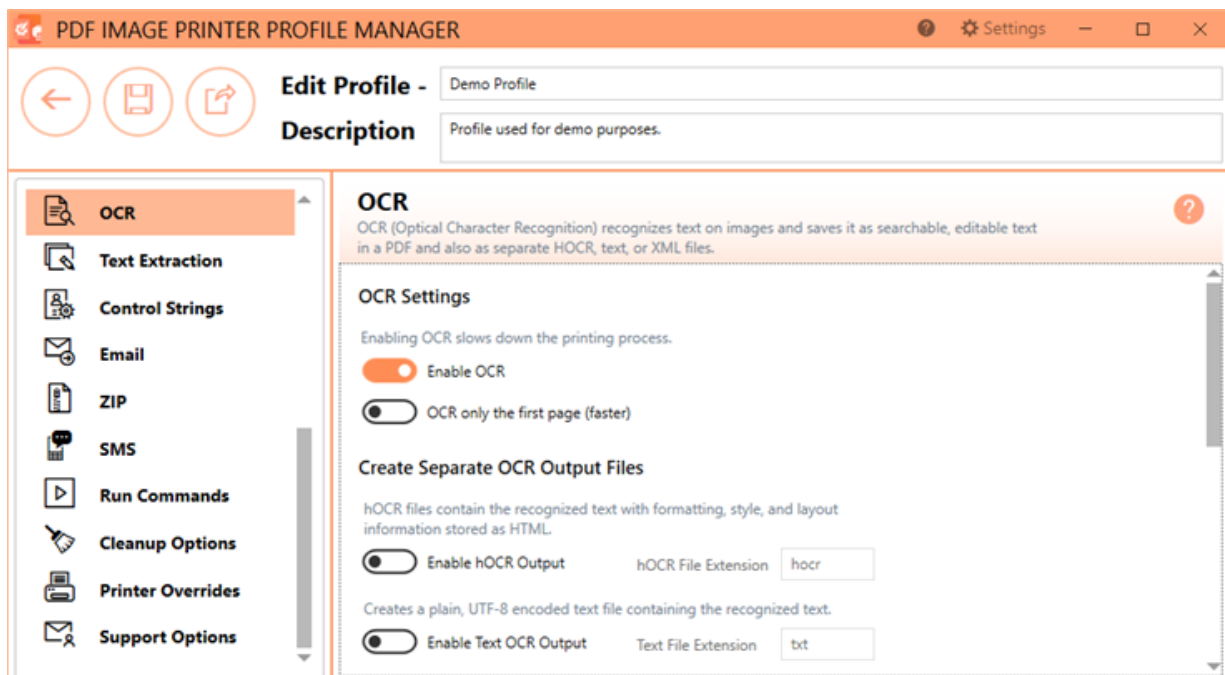 PDF IMAGE PRINTER PROFILE MANAGER
? Settings
Edit Profile - Demo Profile
Description Profile used for demo purposes.
OCR
Text Extraction
Control Strings
Email
ZIP
SMS
Run Commands
Cleanup Options
Printer Overrides
Support Options
OCR
?
OCR (Optical Character Recognition) recognizes text on images and saves it as searchable, editable text
in a PDF and also as separate HOCR, text, or XML files.
OCR Settings
Enabling OCR slows down the printing process.
Enable OCR
OCR only the first page (faster)
Create Separate OCR Output Files
hOCR files contain the recognized text with formatting, style, and layout
information stored as HTML.
Enable hOCR Output hOCR File Extension hocr
Creates a plain, UTF-8 encoded text file containing the recognized text.
Enable Text OCR Output Text File Extension txt